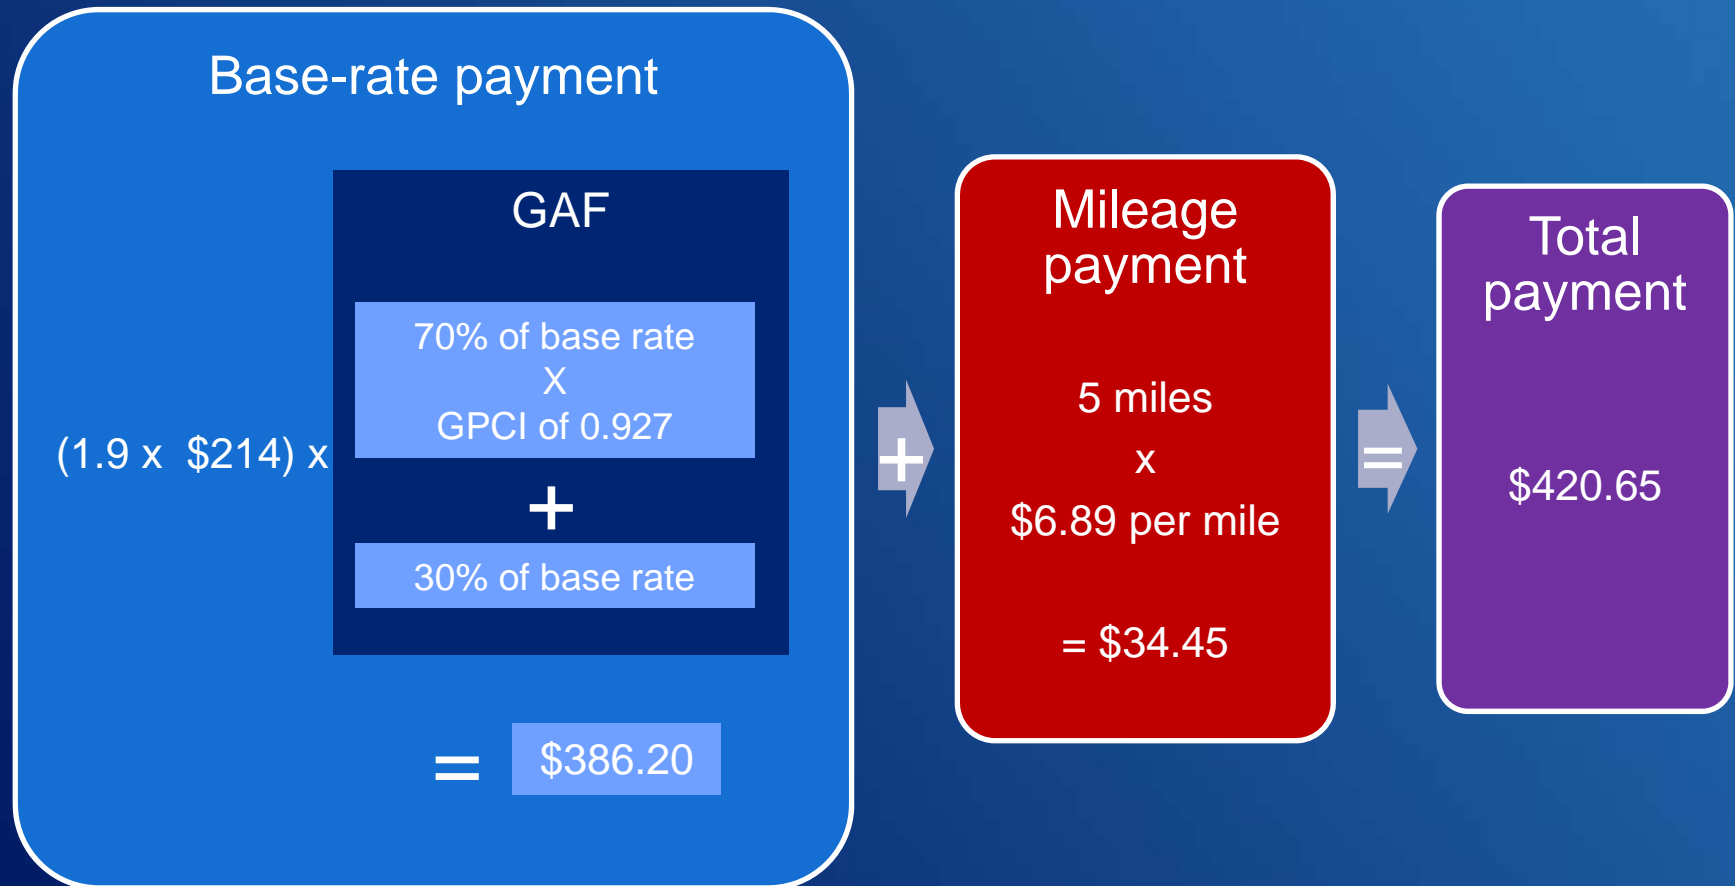 Base-rate payment
GAF
70% of base rate
X
GPCI of 0.927
(1.9 x  $214) x
+
30% of base rate
= $386.20
+
Mileage
payment
5 miles
x
$6.89 per mile
= $34.45
=
Total
payment
$420.65